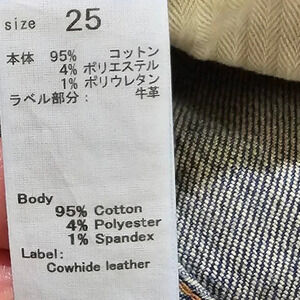 size 25
本体 95% コットン
4% ポリエステル
1% ポリウレタン
ラベル部分: 牛革
Body
95% Cotton
4% Polyester
1% Spandex
Label:
Cowhide leather